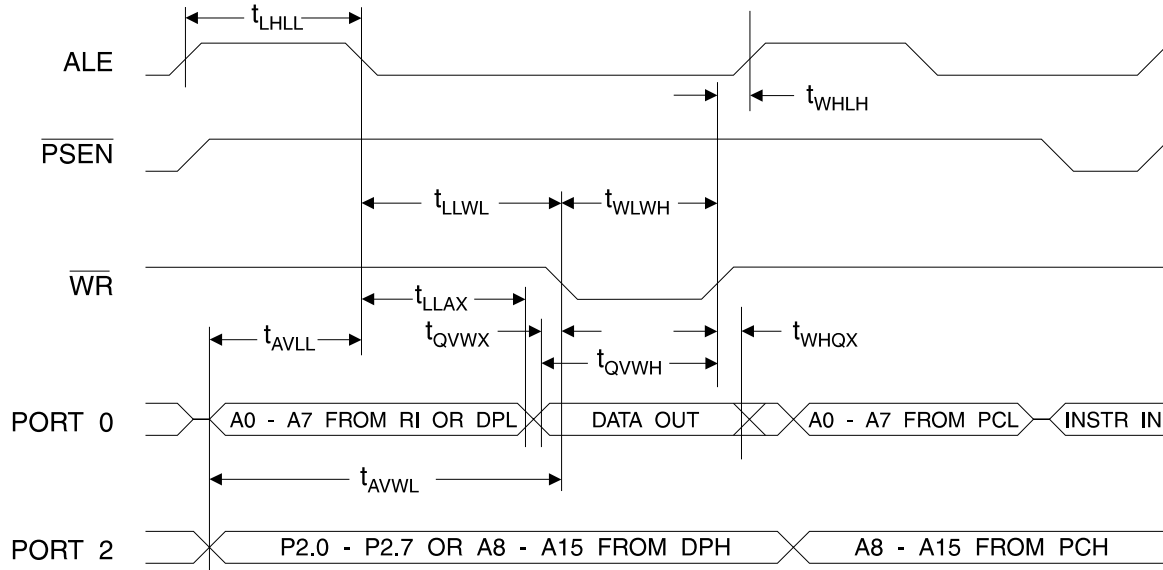 tLHLL
ALE
tWHLH
PSEN
tLLWL tWLWH
WR
tLLAX
tAVLL tQVWX tWHQX
tQVWH
PORT 0 A0 - A7 FROM RI OR DPL DATA OUT A0 - A7 FROM PCL INSTR IN
tAVWL
PORT 2 P2.0 - P2.7 OR A8 - A15 FROM DPH A8 - A15 FROM PCH